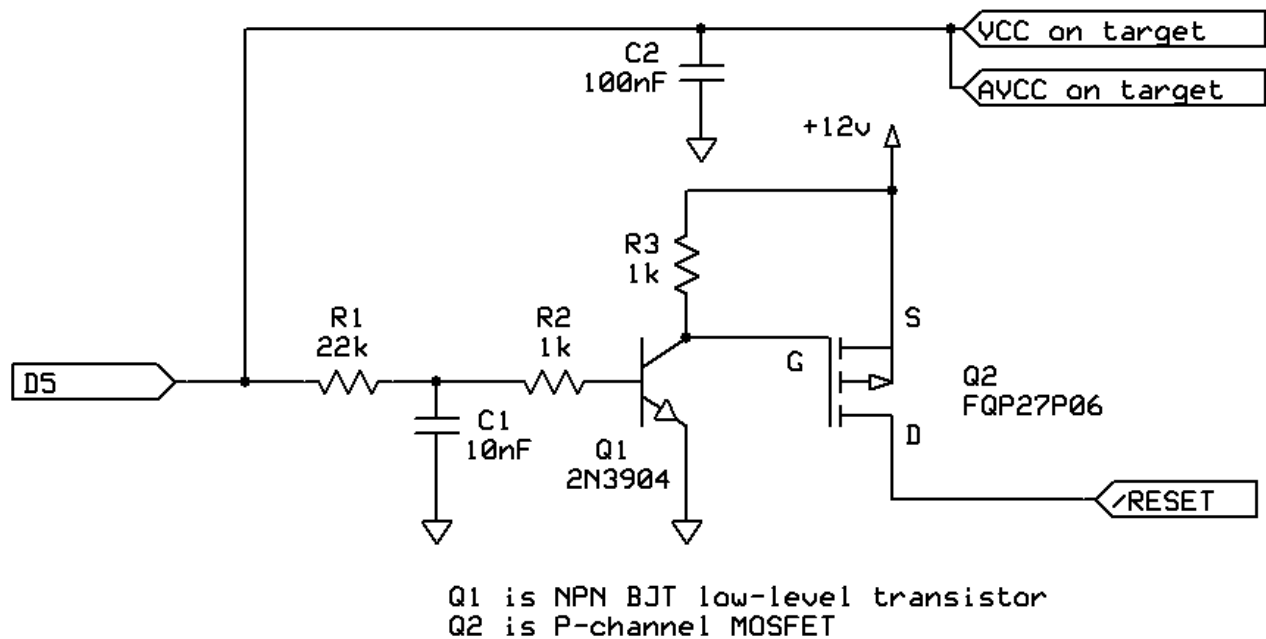 VCC on target
C2
100nF
AVCC on target
+12v
R3
1k
R1
22k
R2
1k
S
G
D5
Q2
FQP27P06
C1
10nF
Q1
2N3904
D
/RESET
Q1 is NPN BJT low-level transistor
Q2 is P-channel MOSFET